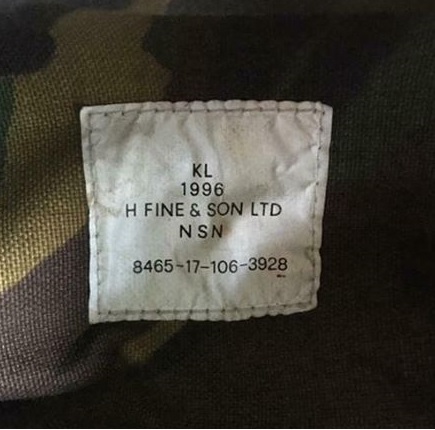 KL
1996
H FINE & SON LTD
NSN
8465-17-106-3928